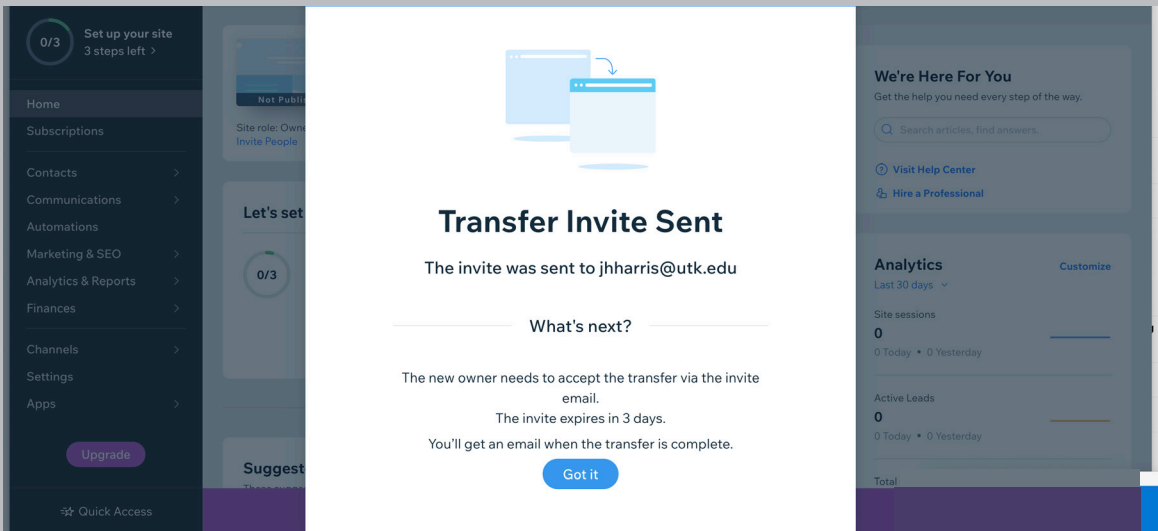 0/3
Set up your site
3 steps left >
Home
Subscriptions
Contacts
Communications
Automations
Marketing & SEO
Analytics & Reports
Finances
Channels
Settings
Apps
Upgrade
Quick Access
Not
Site role:
Invite People
Let's set
0/3
Suggest
Transfer Invite Sent
The invite was sent to jhharris@utk.edu
What's next?
The new owner needs to accept the transfer via the invite
email.
The invite expires in 3 days.
You'll get an email when the transfer is complete.
Got it
We're Here For You
Get the help you need every step of the way.
Search articles, find answers.
Visit Help Center
Hire a Professional
Analytics
Customize
Last 30 days
Site sessions
0
0 Today • 0 Yesterday
Active Leads
0
0 Today • 0 Yesterday
Total